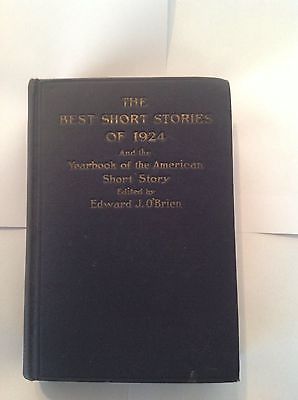 THE
BEST SHORT STORIES
OF 1924
And the
Yearbook of the American
Short Story
Edited by
Edward J. O'Brien